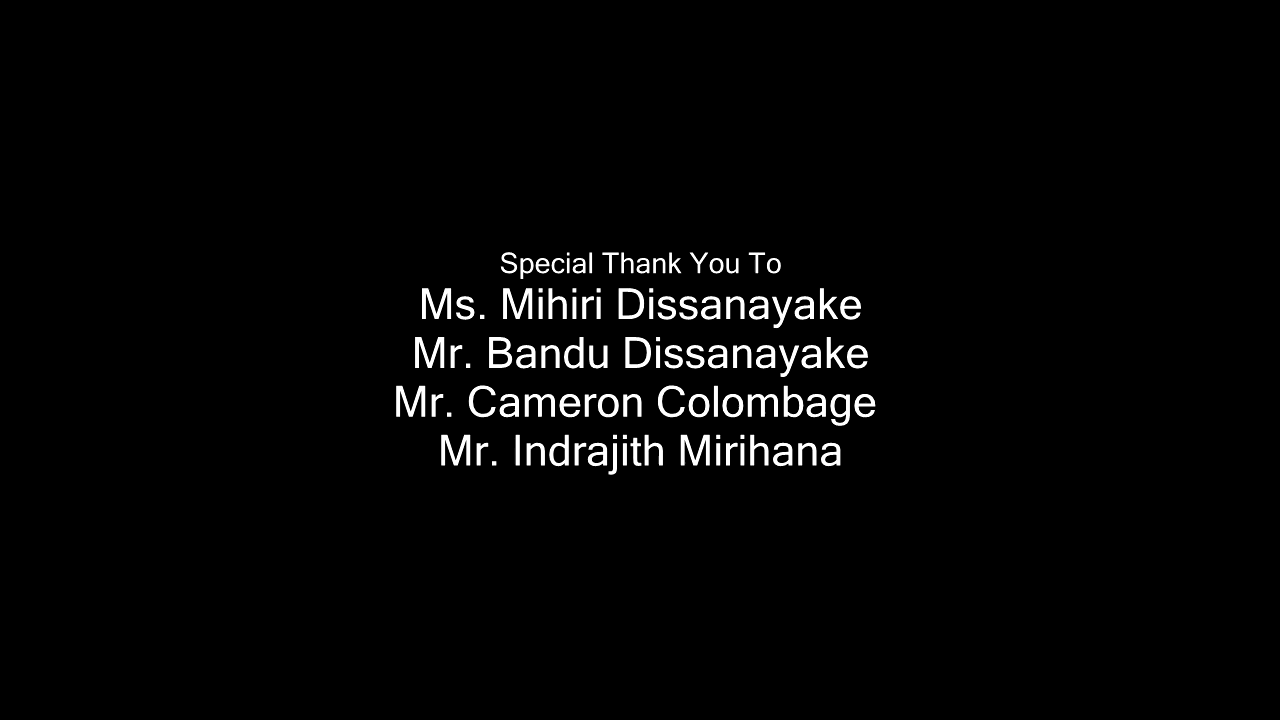 Special Thank You To
Ms. Mihiri Dissanayake
Mr. Bandu Dissanayake
Mr. Cameron Colombage
Mr. Indrajith Mirihana